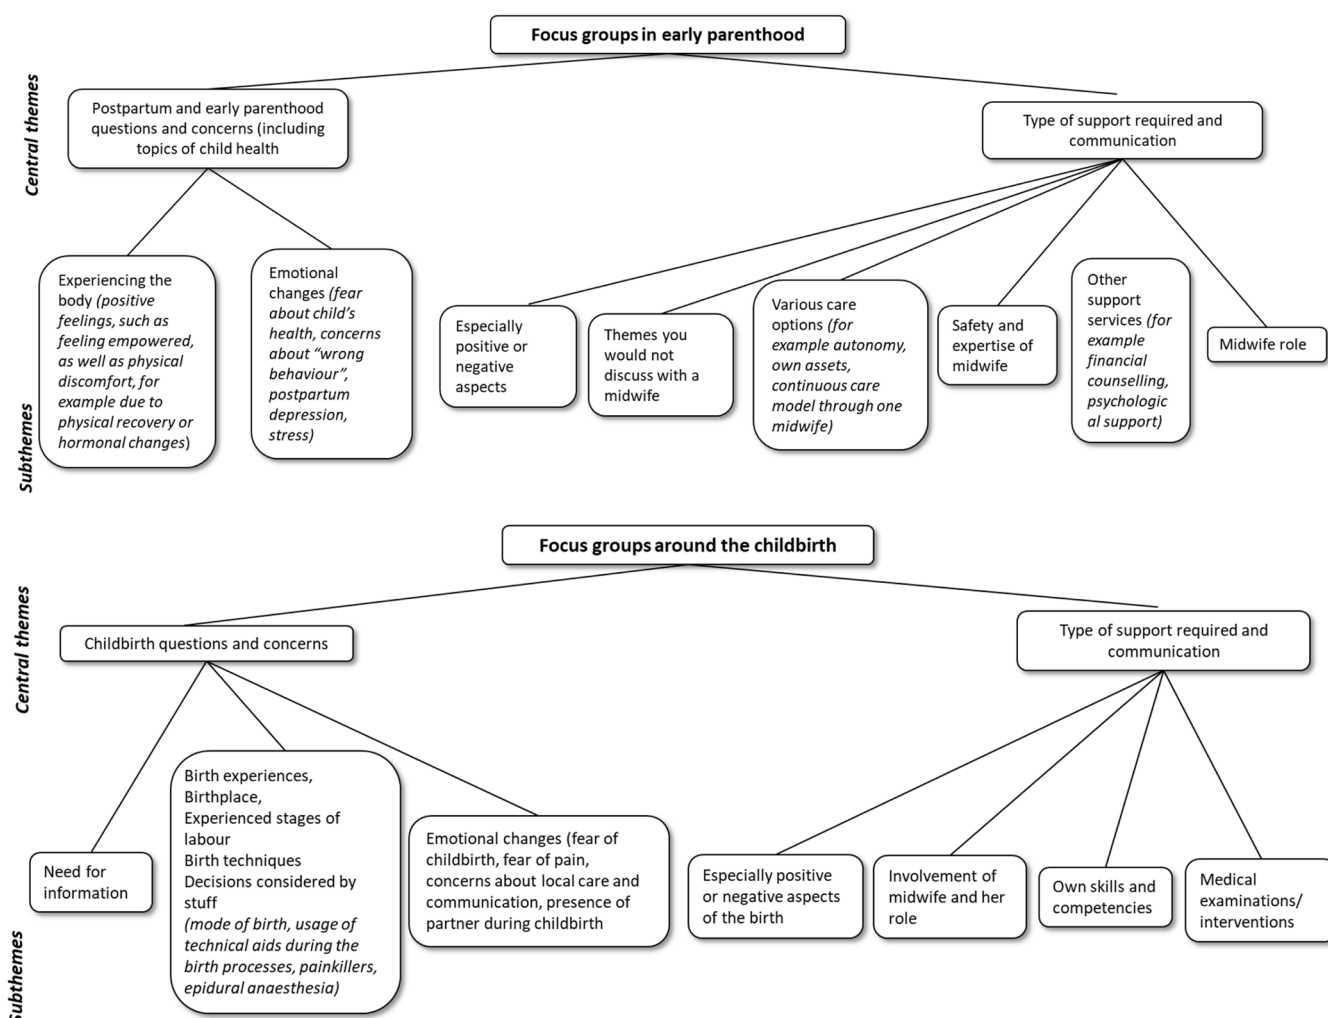 Focus groups in early parenthood
Central themes
Postpartum and early parenthood
questions and concerns (including
topics of child health
Type of support required and
communication
Subthemes
Experiencing the
body (positive
feelings, such as
feeling empowered,
as well as physical
discomfort, for
example due to
physical recovery or
hormonal changes)
Emotional
changes (fear
about child's
health, concerns
about "wrong
behaviour",
postpartum
depression,
stress)
Especially
positive or
negative
aspects
Themes you
would not
discuss with a
midwife
Various care
options (for
example autonomy,
own assets,
continuous care
model through one
midwife)
Safety and
expertise of
midwife
Other
support
services (for
example
financial
counselling,
psychologic
al support)
Midwife role
Focus groups around the childbirth
Central themes
Childbirth questions and concerns
Type of support required and
communication
Subthemes
Need for
information
Birth experiences,
Birthplace,
Experienced stages of
labour
Birth techniques
Decisions considered by
stuff
(mode of birth, usage of
technical aids during the
birth processes, painkillers,
epidural anaesthesia)
Emotional changes (fear of
childbirth, fear of pain,
concerns about local care and
communication, presence of
partner during childbirth
Especially positive
or negative aspects
of the birth
Involvement of
midwife and her
role
Own skills and
competencies
Medical
examinations/
interventions